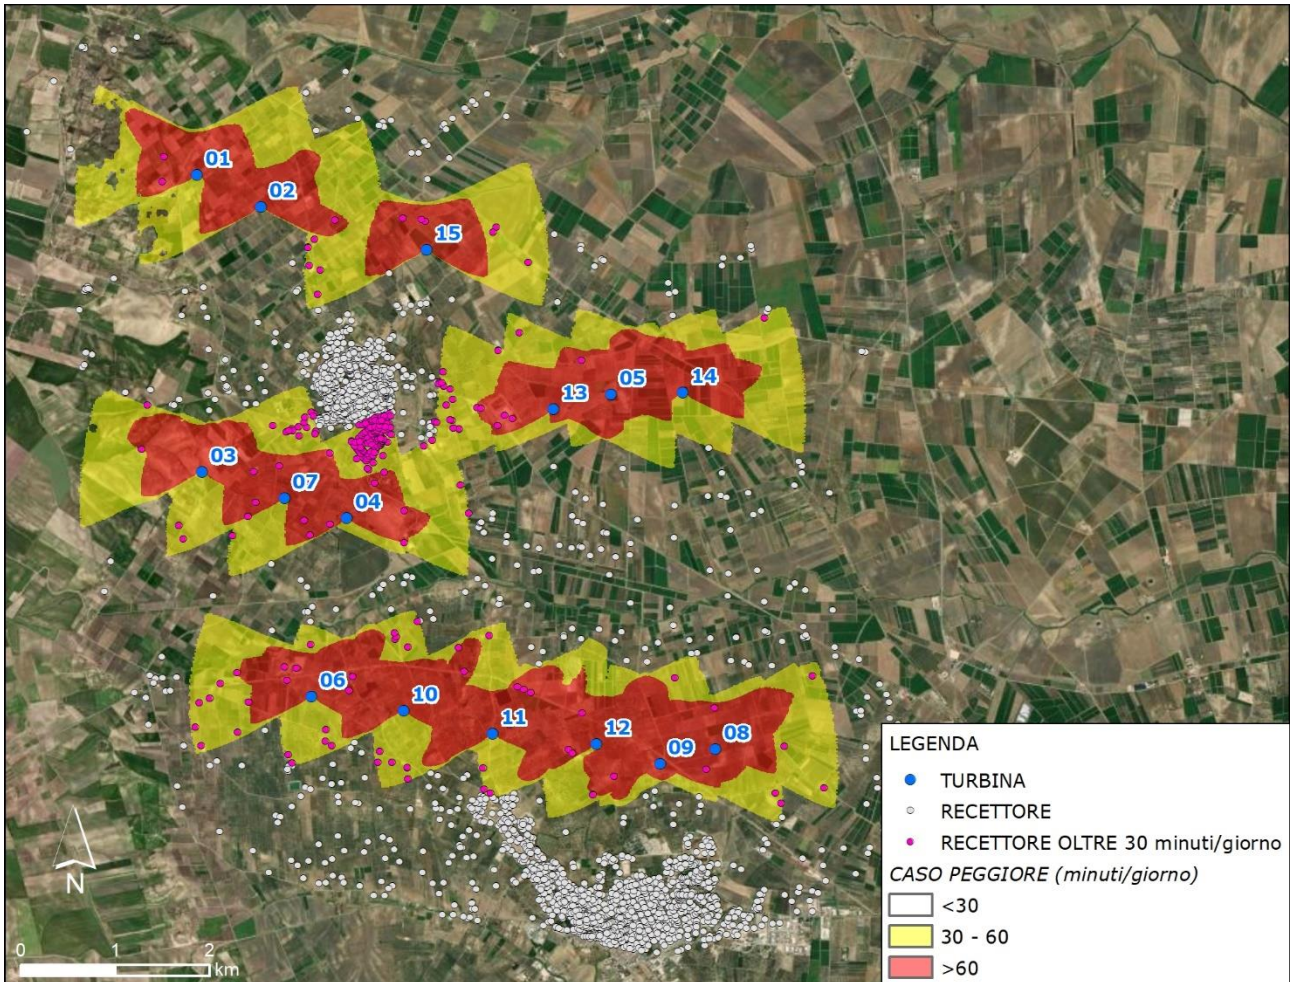 01
02
15
13
05
14
03
07
04
06
10
11
12
09
08
LEGENDA
TURBINA
RECETTORE
RECETTORE OLTRE 30 minuti/giorno
CASO PEGGIORE (minuti/giorno)
<30
30 - 60
>60
N
0 1 2
km